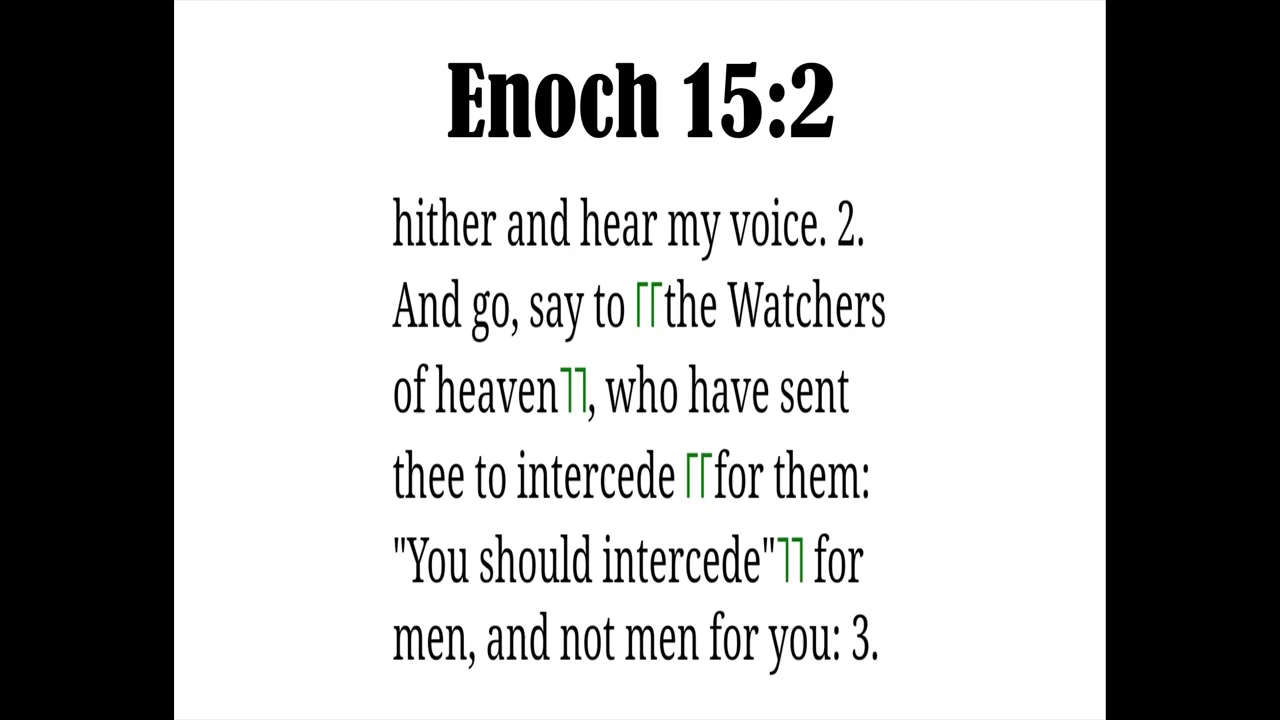 Enoch 15:2
hither and hear my voice. 2.
And go, say to ⌈⌈the Watchers
of heaven⌉⌉, who have sent
thee to intercede ⌈⌈for them:
"You should intercede"⌉⌉ for
men, and not men for you: 3.